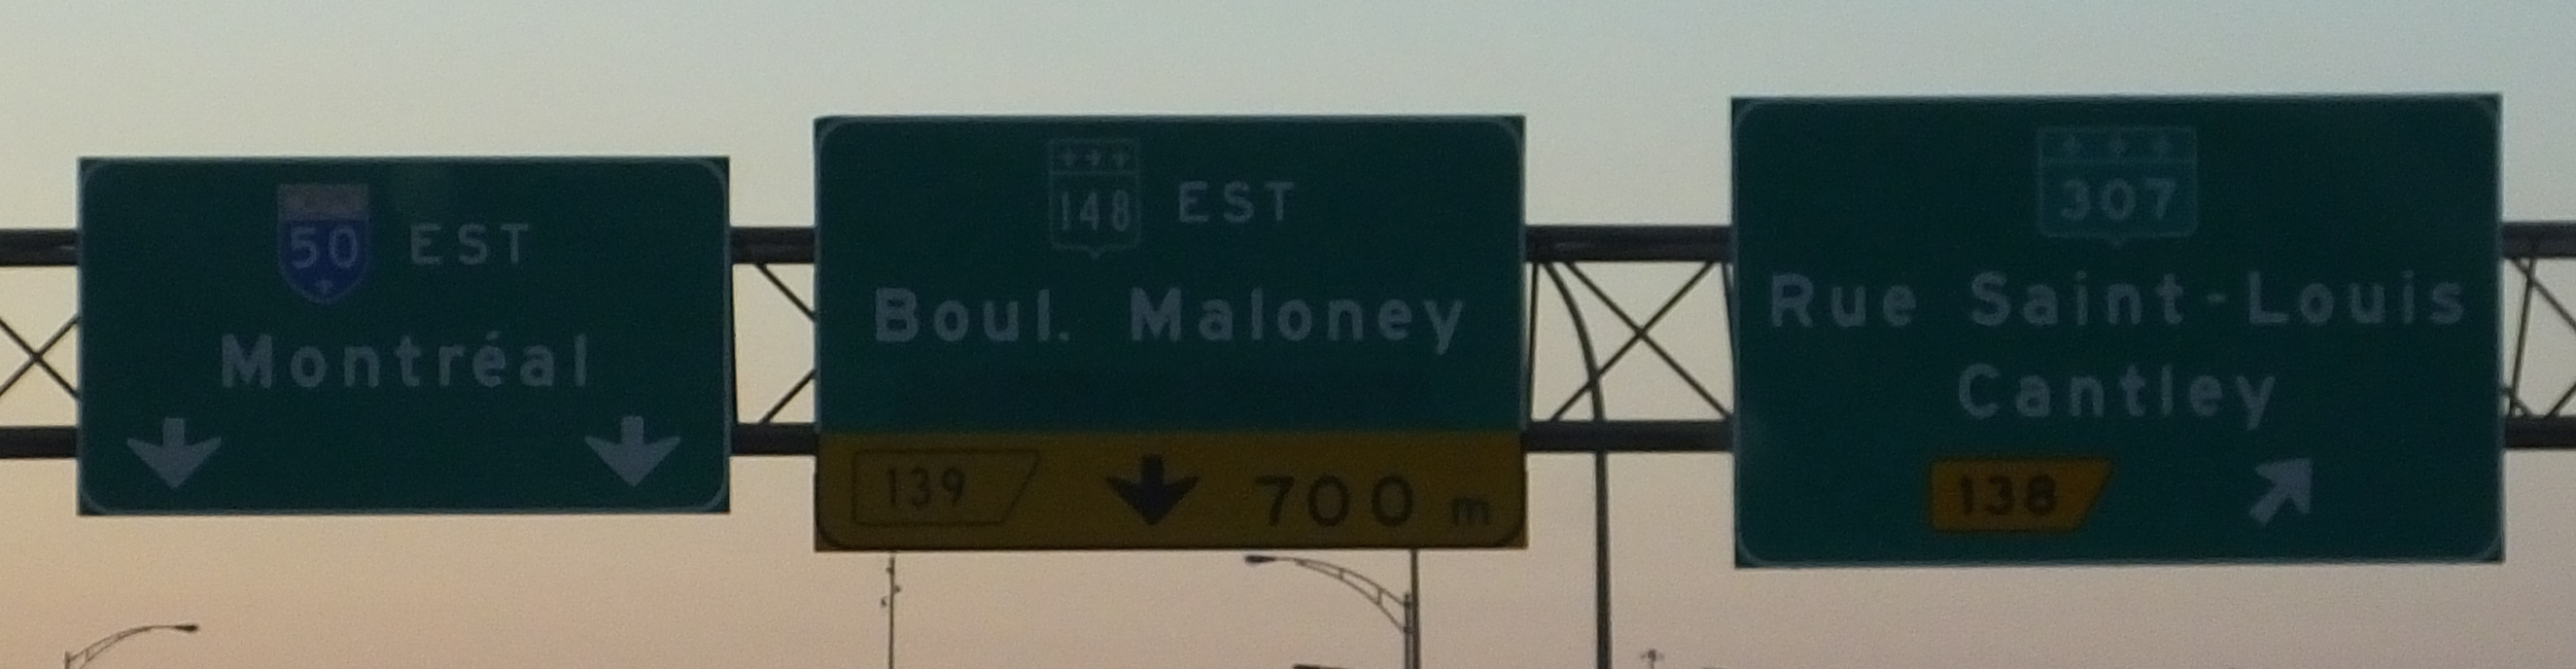 50 EST
Montréal
148 EST
Boul. Maloney
139 700 m
307
Rue Saint-Louis
Cantley
138